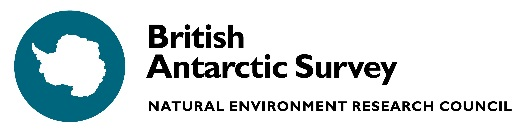 British
Antarctic Survey
NATURAL ENVIRONMENT RESEARCH COUNCIL